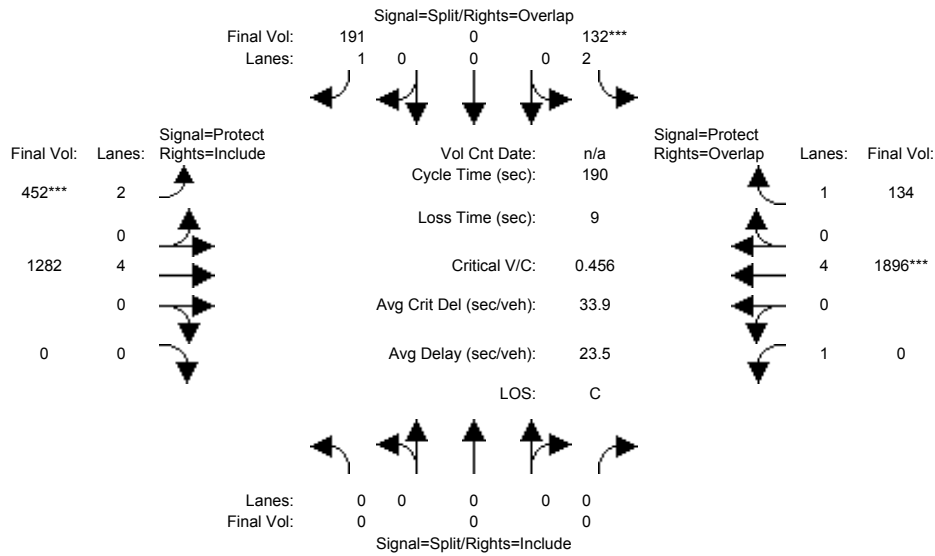 Signal=Split/Rights=Overlap
Final Vol: 191 0 132***
Lanes: 1 0 0 0 2
Signal=Protect
Final Vol: Lanes: Rights=Include
Vol Cnt Date: n/a
Signal=Protect
Rights=Overlap Lanes: Final Vol:
Cycle Time (sec): 190
452*** 2
1 134
Loss Time (sec): 9
0
0
1282 4
Critical V/C: 0.456
4 1896***
0
Avg Crit Del (sec/veh): 33.9
0
0 0
Avg Delay (sec/veh): 23.5
1 0
LOS: C
Lanes: 0 0 0 0 0
Final Vol: 0 0 0
Signal=Split/Rights=Include